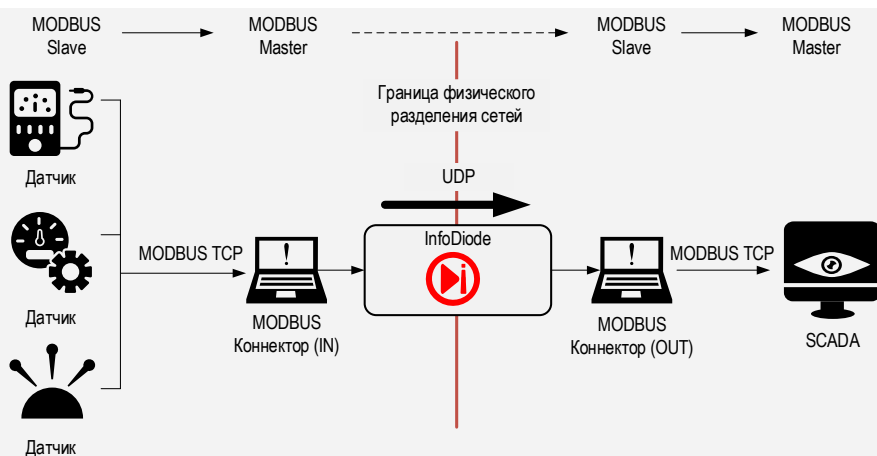 MODBUS
Slave
MODBUS
Master
MODBUS
Slave
MODBUS
Master
Граница физического
разделения сетей
UDP
Датчик
InfoDiode
MODBUS TCP
MODBUS TCP
Датчик
MODBUS
Коннектор (IN)
MODBUS
Коннектор (OUT)
SCADA
Датчик